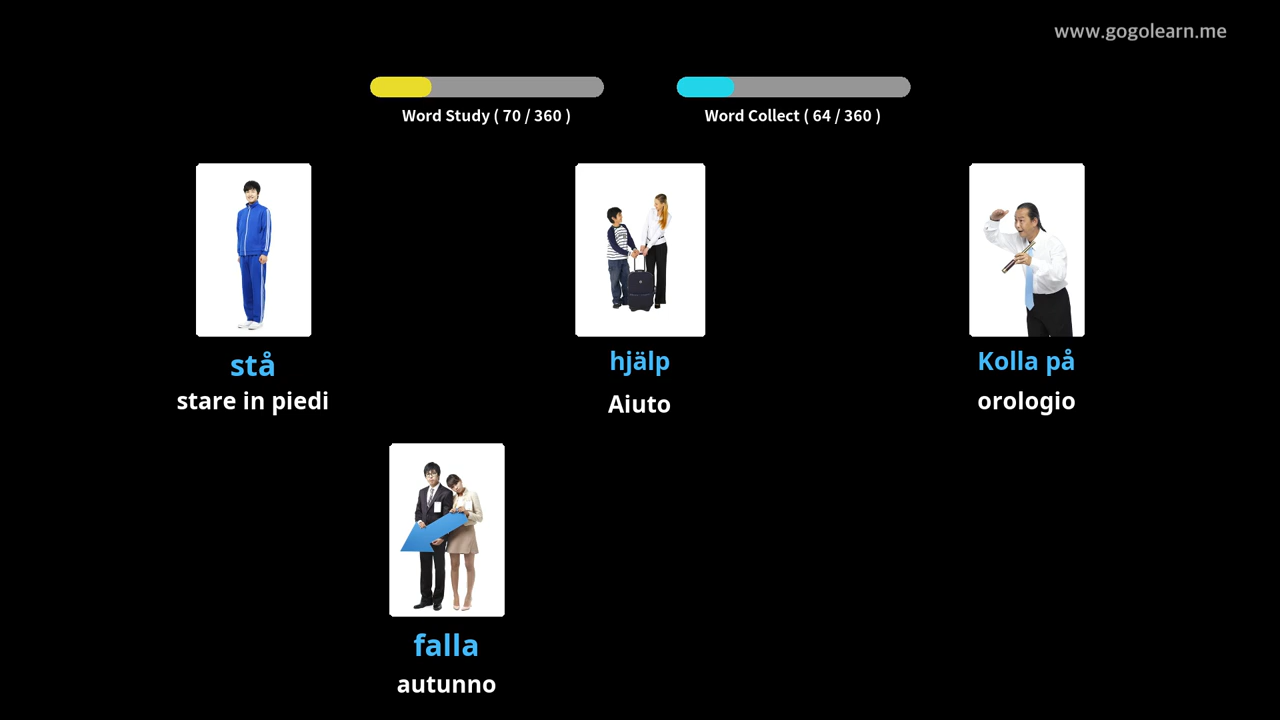 www.gogolearn.me
Word Study ( 70 / 360 )
Word Collect ( 64 / 360 )
stå
stare in piedi
hjälp
Aiuto
Kolla på
orologio
falla
autunno